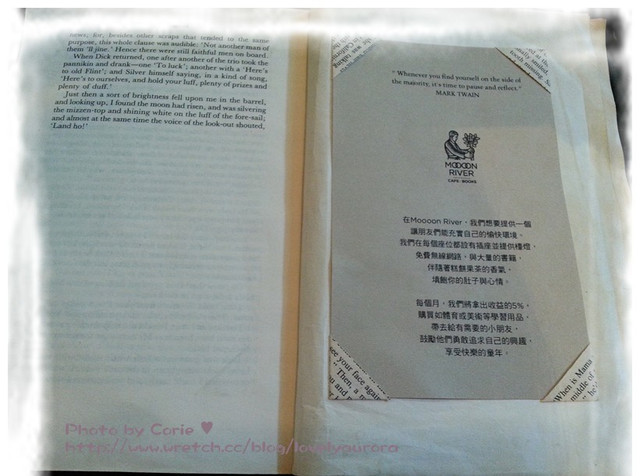 news, for, besides other scraps that tended to the same
purpose, this whole clause was audible: 'Not another man of
them 'll jine.' Hence there were still faithful men on board.
When Dick returned, one after another of the trio took the
pannikin and drank—one 'To luck'; another with a 'Here's
to old Flint'; and Silver himself saying, in a kind of song,
'Here's to ourselves, and hold your luff, plenty of prizes and
plenty of duff.'
Just then a sort of brightness fell upon me in the barrel,
and looking up, I found the moon had risen, and was silvering
the mizzen-top and shining white on the luff of the fore-sail;
and almost at the same time the voice of the look-out shouted,
'Land ho!'
" Whenever you find yourself on the side of
the majority, it's time to pause and reflect."
MARK TWAIN
MOOOON
RIVER
CAFE· BOOKS
在Moooon River，我們想要提供一個
讓朋友們能充實自己的愉快環境，
我們在每個座位都設有插座並提供檯燈，
免費無線網路，與大量的書籍，
伴隨著糕餅果茶的香氣，
填飽你的肚子與心情。
每個月，我們將拿出收益的5%，
購買如體育或美術等學習用品，
帶去給有需要的小朋友，
鼓勵他們勇敢追求自己的興趣，
享受快樂的童年。
see your face again
" Then, a m
you and
When is Mama
middle of
Photo by Carie ♥
http://www.wretch.cc/blog/lovelyaurora